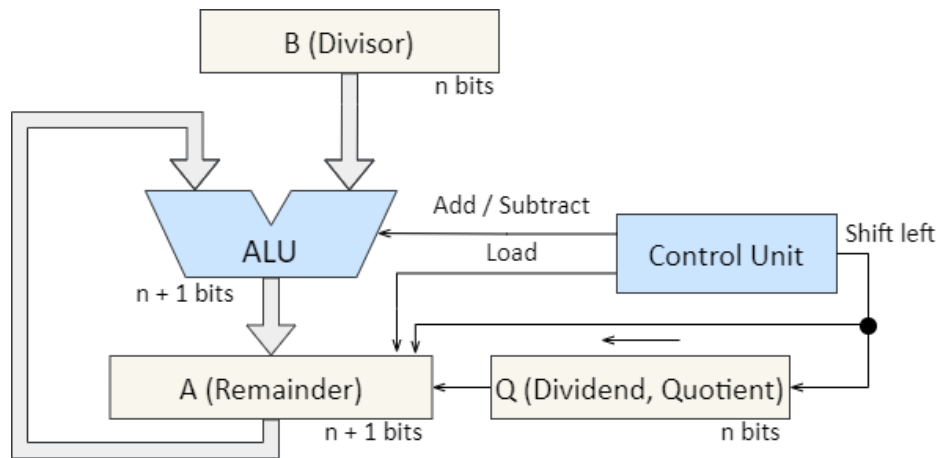 B (Divisor)
n bits
Add / Subtract
Shift left
ALU
Load
Control Unit
n + 1 bits
A (Remainder)
Q (Dividend, Quotient)
n + 1 bits
n bits